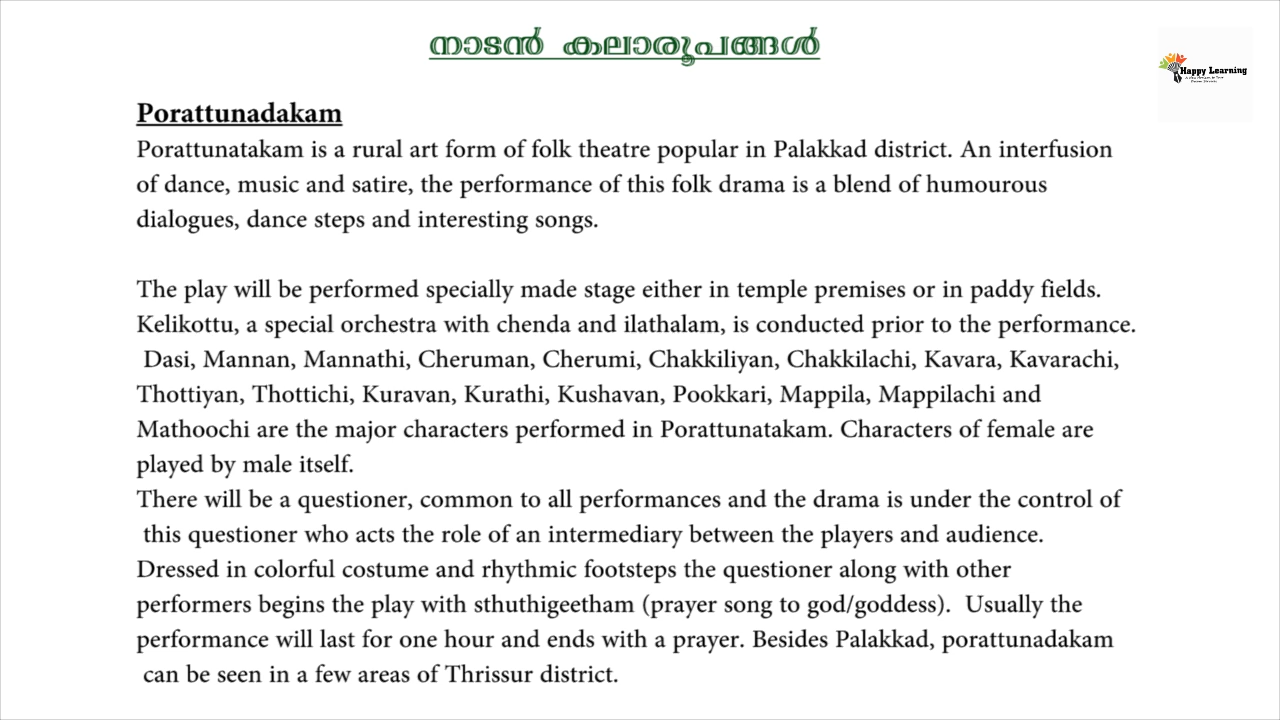 നാടൻ കലാരൂപങ്ങൾ
Happy Learning
Porattunadakam
Porattunatakam is a rural art form of folk theatre popular in Palakkad district. An interfusion
of dance, music and satire, the performance of this folk drama is a blend of humourous
dialogues, dance steps and interesting songs.
The play will be performed specially made stage either in temple premises or in paddy fields.
Kelikottu, a special orchestra with chenda and ilathalam, is conducted prior to the performance.
Dasi, Mannan, Mannathi, Cheruman, Cherumi, Chakkiliyan, Chakkilachi, Kavara, Kavarachi,
Thottiyan, Thottichi, Kuravan, Kurathi, Kushavan, Pookkari, Mappila, Mappilachi and
Mathoochi are the major characters performed in Porattunatakam. Characters of female are
played by male itself.
There will be a questioner, common to all performances and the drama is under the control of
this questioner who acts the role of an intermediary between the players and audience.
Dressed in colorful costume and rhythmic footsteps the questioner along with other
performers begins the play with sthuthigeetham (prayer song to god/goddess).  Usually the
performance will last for one hour and ends with a prayer. Besides Palakkad, porattunadakam
can be seen in a few areas of Thrissur district.